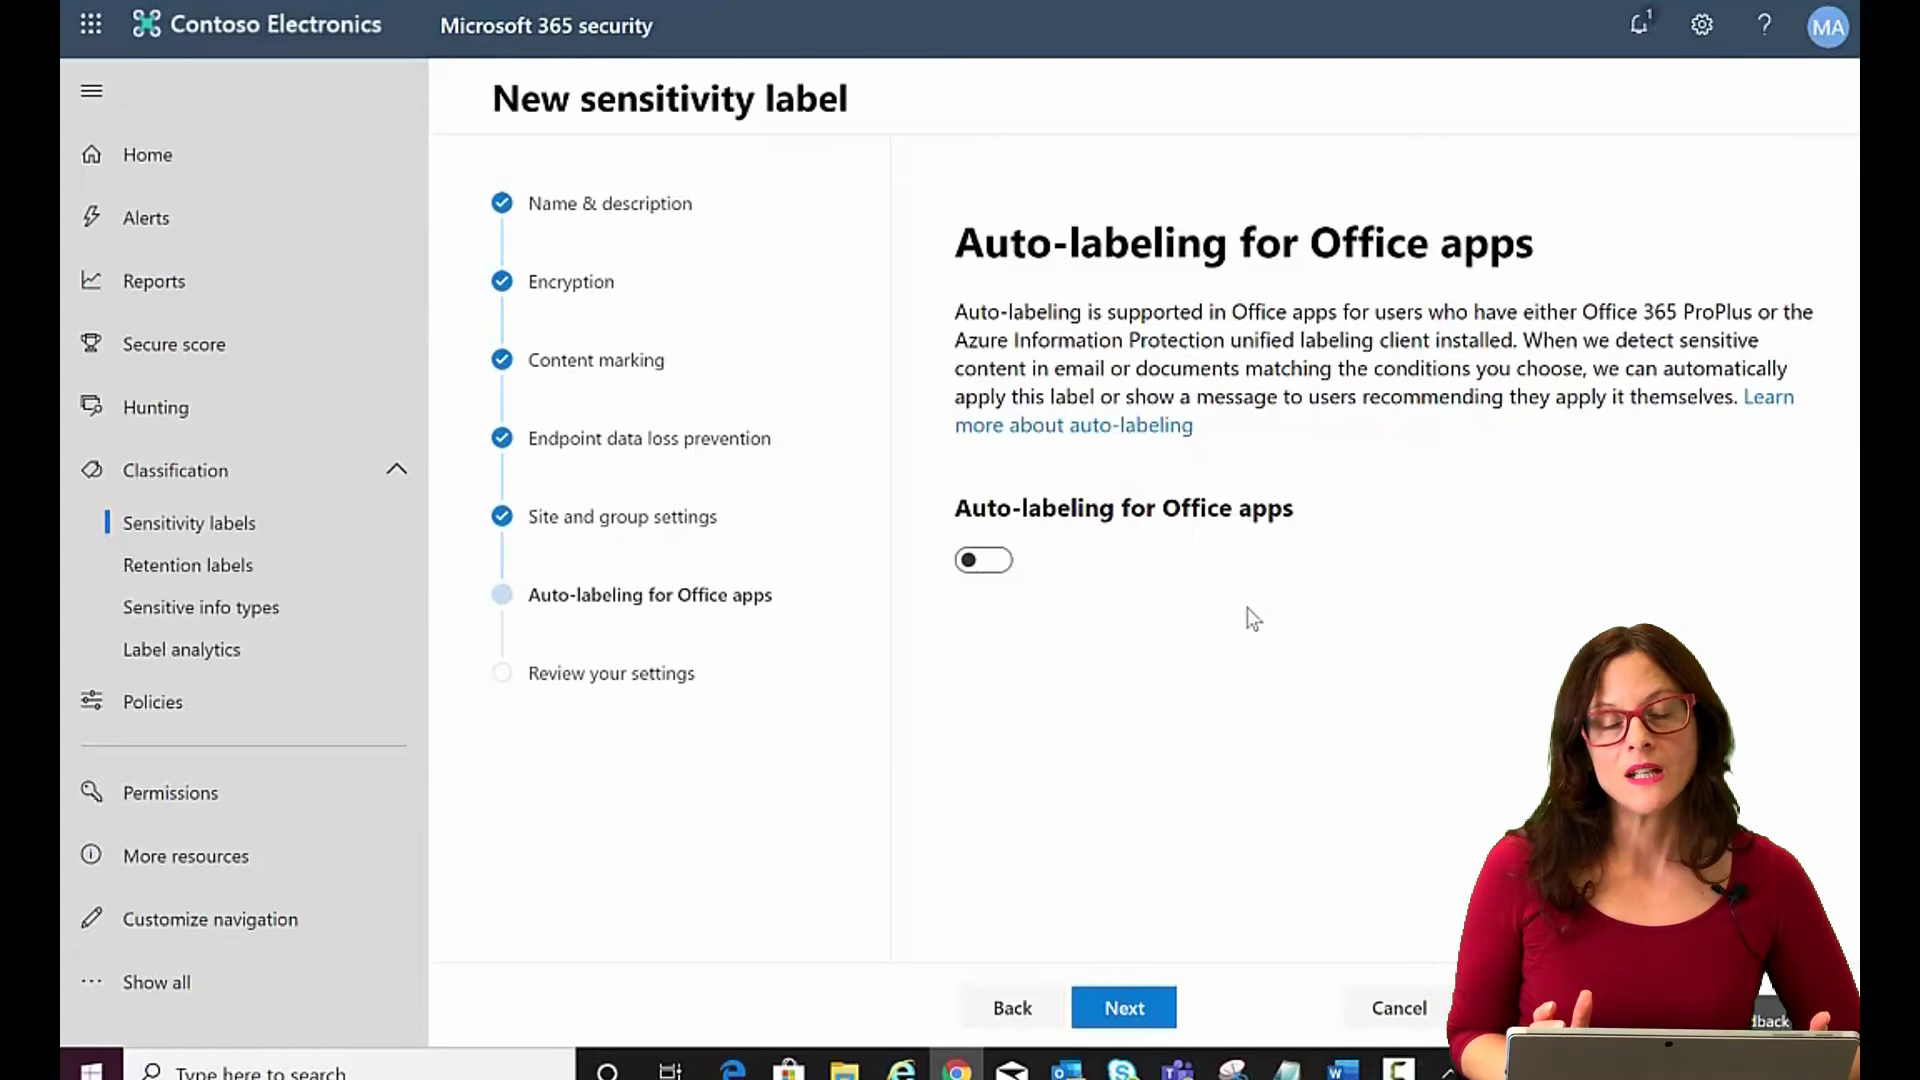 Contoso Electronics
Microsoft 365 security
1
MA
New sensitivity label
Home
Alerts
Reports
Secure score
Hunting
Classification
Sensitivity labels
Retention labels
Sensitive info types
Label analytics
Policies
Permissions
More resources
Customize navigation
Show all
Name & description
Encryption
Content marking
Endpoint data loss prevention
Site and group settings
Auto-labeling for Office apps
Review your settings
Auto-labeling for Office apps
Auto-labeling is supported in Office apps for users who have either Office 365 ProPlus or the
Azure Information Protection unified labeling client installed. When we detect sensitive
content in email or documents matching the conditions you choose, we can automatically
apply this label or show a message to users recommending they apply it themselves. Learn
more about auto-labeling
Auto-labeling for Office apps
Back
Next
Cancel
dback
Type here to search